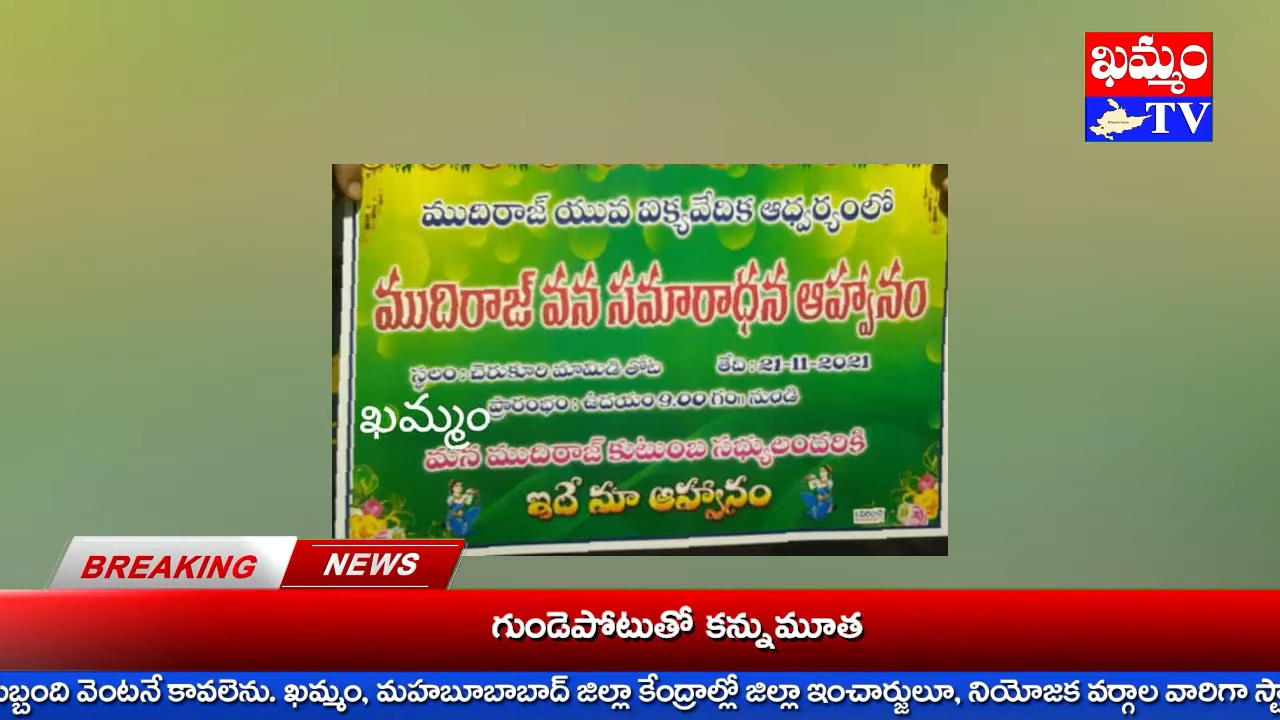 ఖమ్మం
TV
ముదిరాజ్ యువ ఐక్యవేదిక ఆధ్వర్యంలో
ముదిరాజ్ వన సమారాధన ఆహ్వానం
స్థలం : చెరుకూరి మామిడి తోట తేది : 21-11-2021
ప్రారంభం : ఉదయం 9.00 గం॥ నుండి
ఖమ్మం
మన ముదిరాజ్ కుటుంబ సభ్యులందరికి
ఇదే మా ఆహ్వానం
BREAKING NEWS
గుండెపోటుతో కన్నుమూత
వెంటనే కావలెను. ఖమ్మం, మహబూబాబాద్ జిల్లా కేంద్రాల్లో జిల్లా ఇంచార్జులూ, నియోజక వర్గాల వారిగా